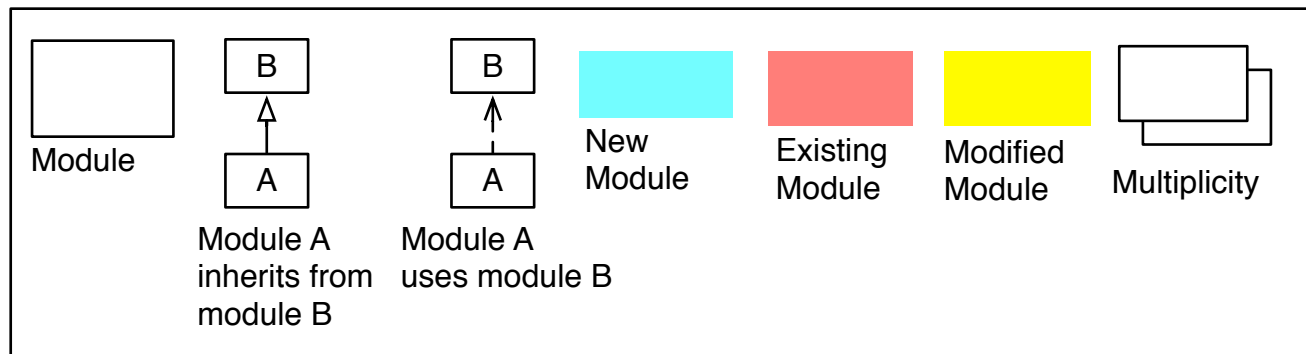 Module
B
A
Module A
inherits from
module B
B
A
Module A
uses module B
New
Module
Existing
Module
Modified
Module
Multiplicity